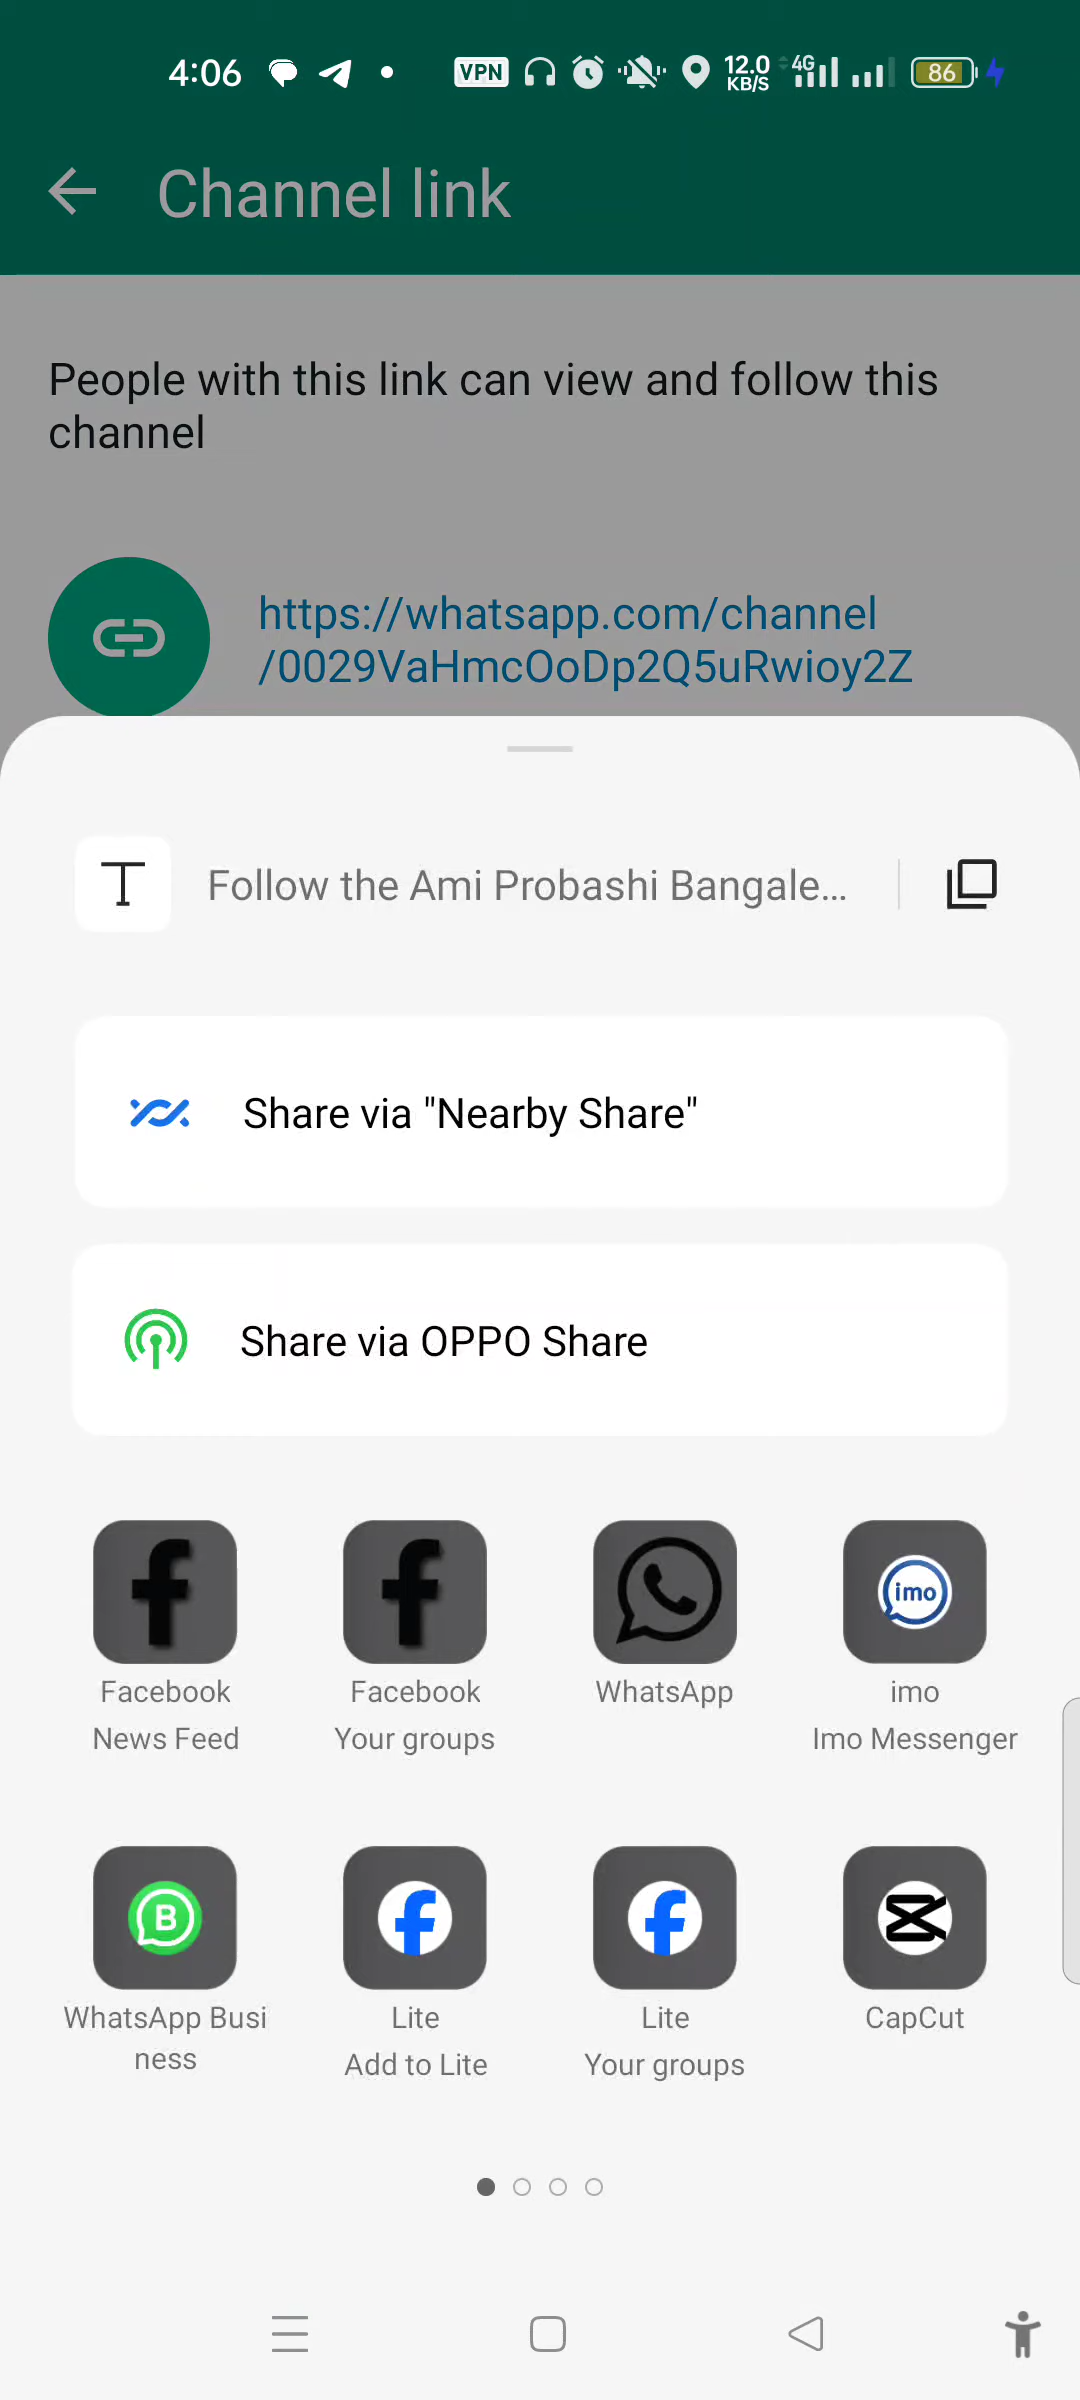 4:06 VPN 12.0 KB/S 4G 86
Channel link
People with this link can view and follow this
channel
https://whatsapp.com/channel
/0029VaHmcOoDp2Q5uRwioy2Z
T Follow the Ami Probashi Bangale...
Share via "Nearby Share"
Share via OPPO Share
imo
Facebook Facebook WhatsApp imo
News Feed Your groups Imo Messenger
B
WhatsApp Busi Lite Lite CapCut
ness Add to Lite Your groups